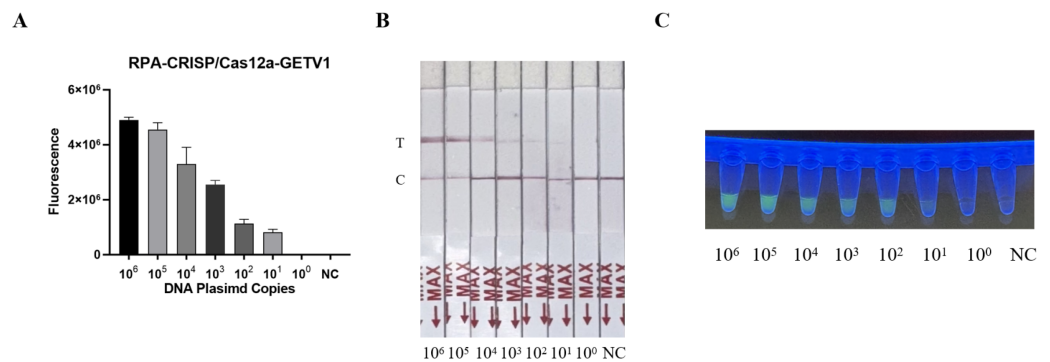 A
RPA-CRISP/Cas12a-GETV1
6×10⁶
4×10⁶
2×10⁶
0
Fluorescence
10⁶ 10⁵ 10⁴ 10³ 10² 10¹ 10⁰ NC
DNA Plasimd Copies
B
T
C
MAX MAX MAX MAX MAX MAX
10⁶ 10⁵ 10⁴ 10³ 10² 10¹ 10⁰ NC
C
10⁶ 10⁵ 10⁴ 10³ 10² 10¹ 10⁰ NC